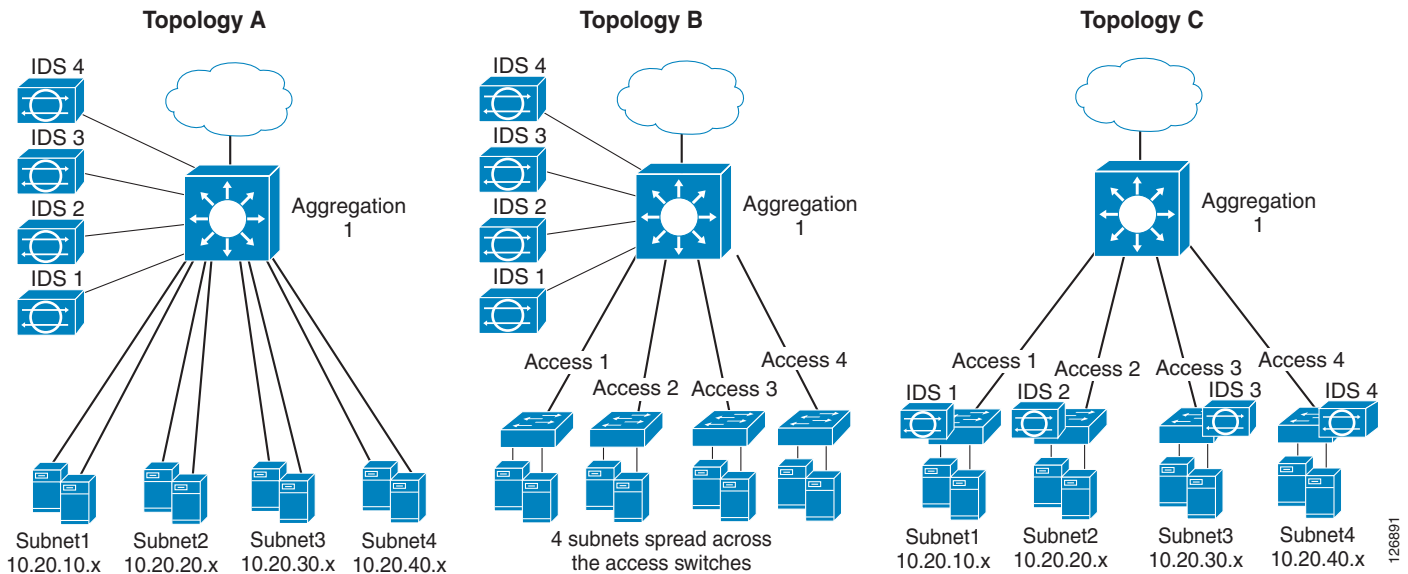 Topology A
IDS 4
IDS 3
IDS 2
IDS 1
Aggregation
1
Subnet1
10.20.10.x
Subnet2
10.20.20.x
Subnet3
10.20.30.x
Subnet4
10.20.40.x
Topology B
IDS 4
IDS 3
IDS 2
IDS 1
Aggregation
1
Access 1
Access 2
Access 3
Access 4
4 subnets spread across
the access switches
Topology C
Aggregation
1
Access 1
Access 2
Access 3
Access 4
IDS 1
IDS 2
IDS 3
IDS 4
Subnet1
10.20.10.x
Subnet2
10.20.20.x
Subnet3
10.20.30.x
Subnet4
10.20.40.x
126891